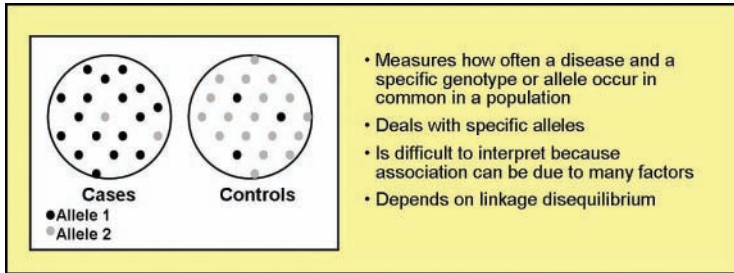 Cases
Controls
●Allele 1
●Allele 2
• Measures how often a disease and a
specific genotype or allele occur in
common in a population
• Deals with specific alleles
• Is difficult to interpret because
association can be due to many factors
• Depends on linkage disequilibrium